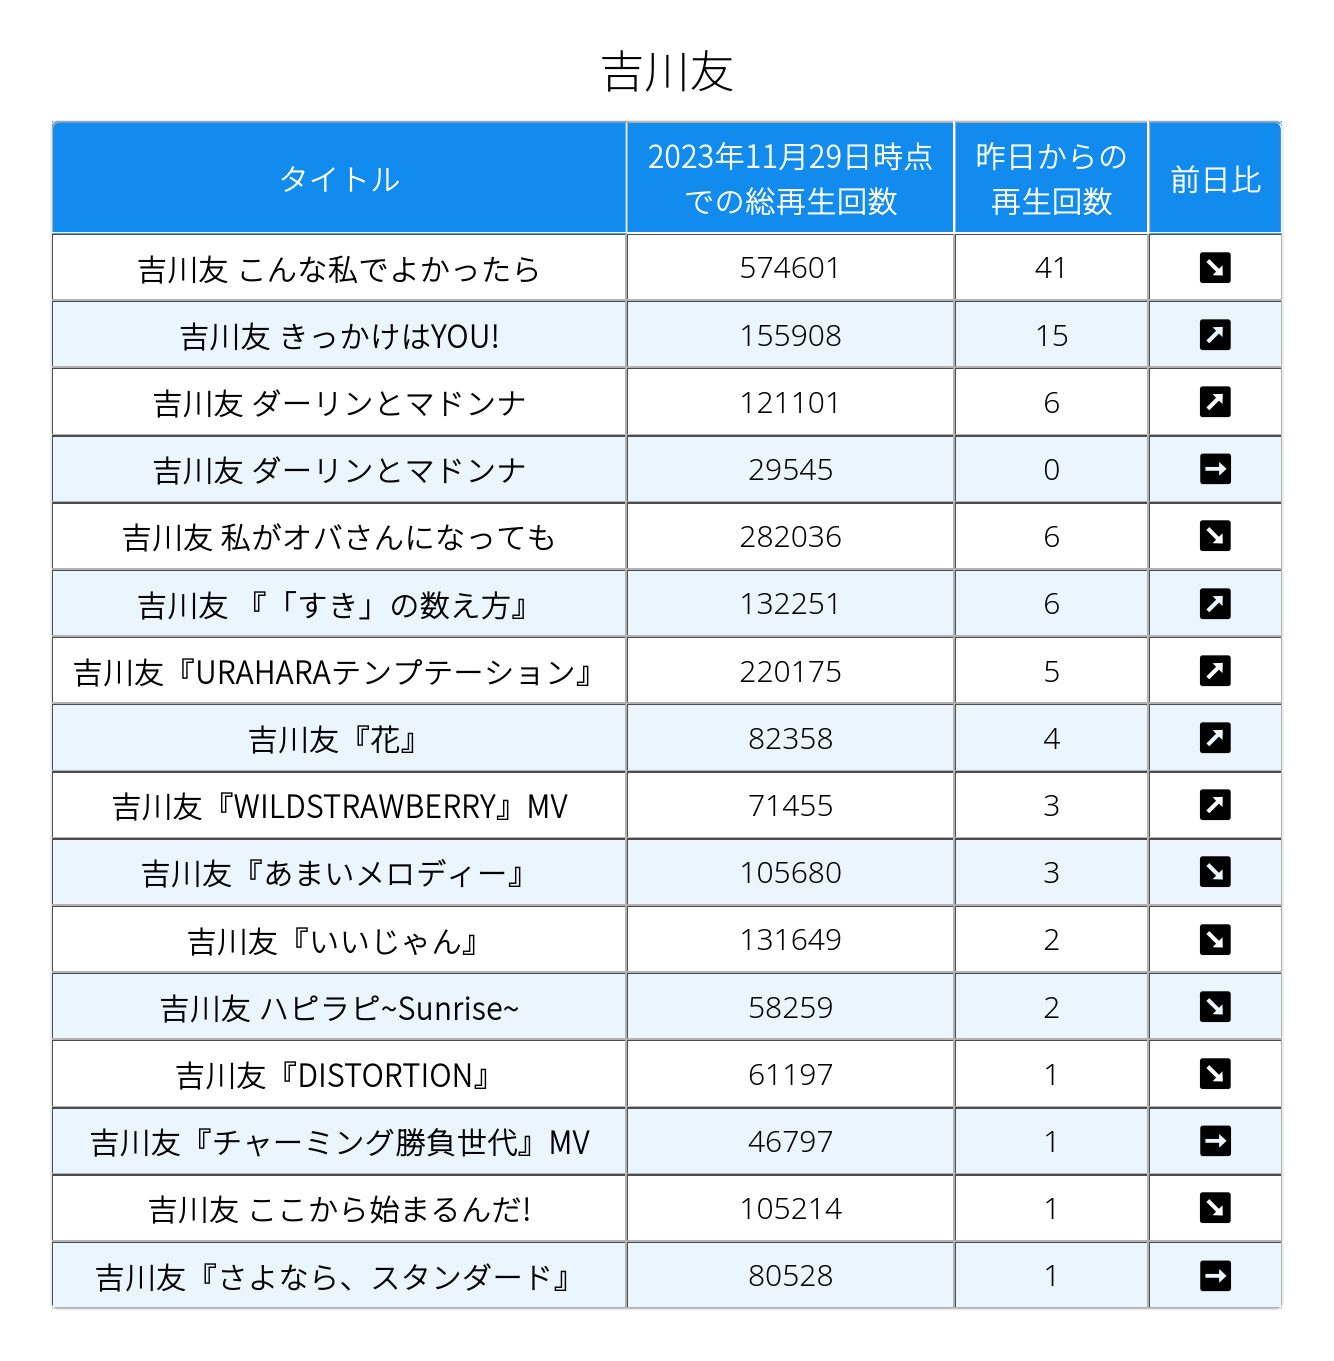 吉川友
タイトル
2023年11月29日時点
での総再生回数
昨日からの
再生回数
前日比
吉川友 こんな私でよかったら 574601 41 ↘
吉川友 きっかけはYOU! 155908 15 ↗
吉川友 ダーリンとマドンナ 121101 6 ↗
吉川友 ダーリンとマドンナ 29545 0 →
吉川友 私がオバさんになっても 282036 6 ↘
吉川友 『「すき」の数え方』 132251 6 ↗
吉川友『URAHARAテンプテーション』 220175 5 ↗
吉川友『花』 82358 4 ↗
吉川友『WILDSTRAWBERRY』MV 71455 3 ↗
吉川友『あまいメロディー』 105680 3 ↘
吉川友『いいじゃん』 131649 2 ↘
吉川友 ハピラピ~Sunrise~ 58259 2 ↘
吉川友『DISTORTION』 61197 1 ↘
吉川友『チャーミング勝負世代』MV 46797 1 →
吉川友 ここから始まるんだ! 105214 1 ↘
吉川友『さよなら、スタンダード』 80528 1 →